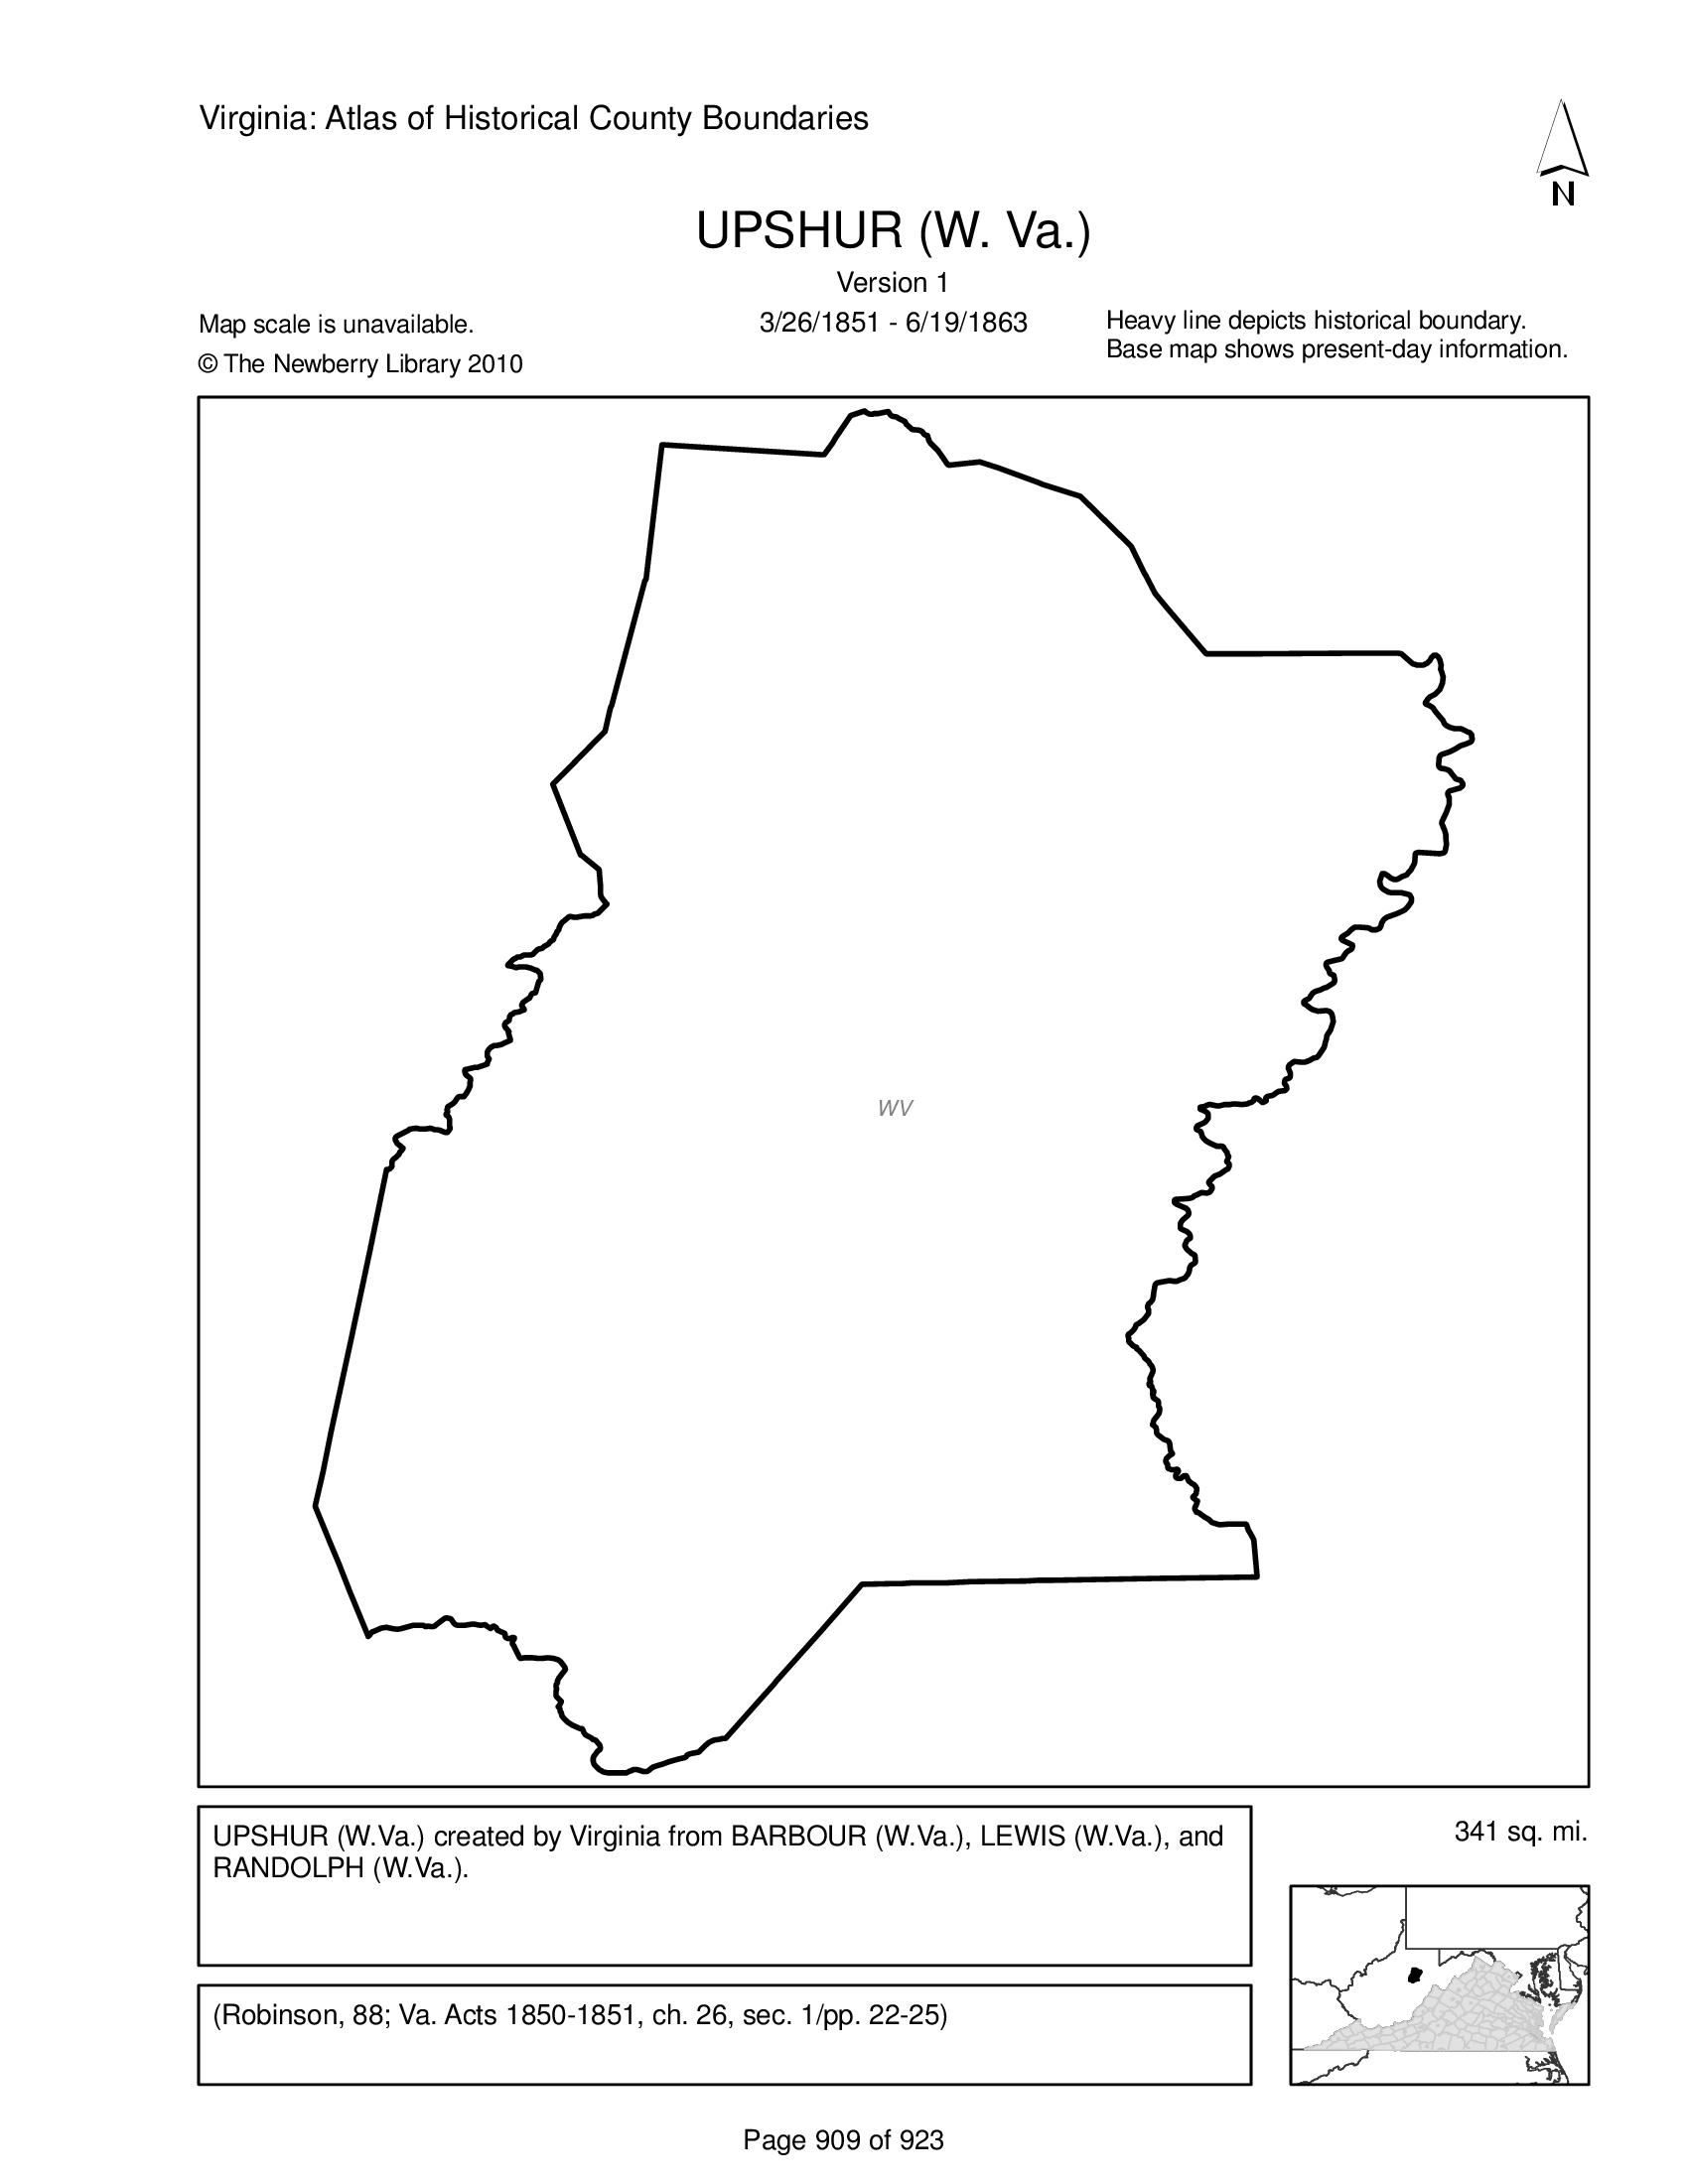 Virginia: Atlas of Historical County Boundaries
N
UPSHUR (W. Va.)
Version 1
3/26/1851 - 6/19/1863
Map scale is unavailable.
© The Newberry Library 2010
Heavy line depicts historical boundary.
Base map shows present-day information.
WV
UPSHUR (W.Va.) created by Virginia from BARBOUR (W.Va.), LEWIS (W.Va.), and
RANDOLPH (W.Va.).
341 sq. mi.
(Robinson, 88; Va. Acts 1850-1851, ch. 26, sec. 1/pp. 22-25)
Page 909 of 923